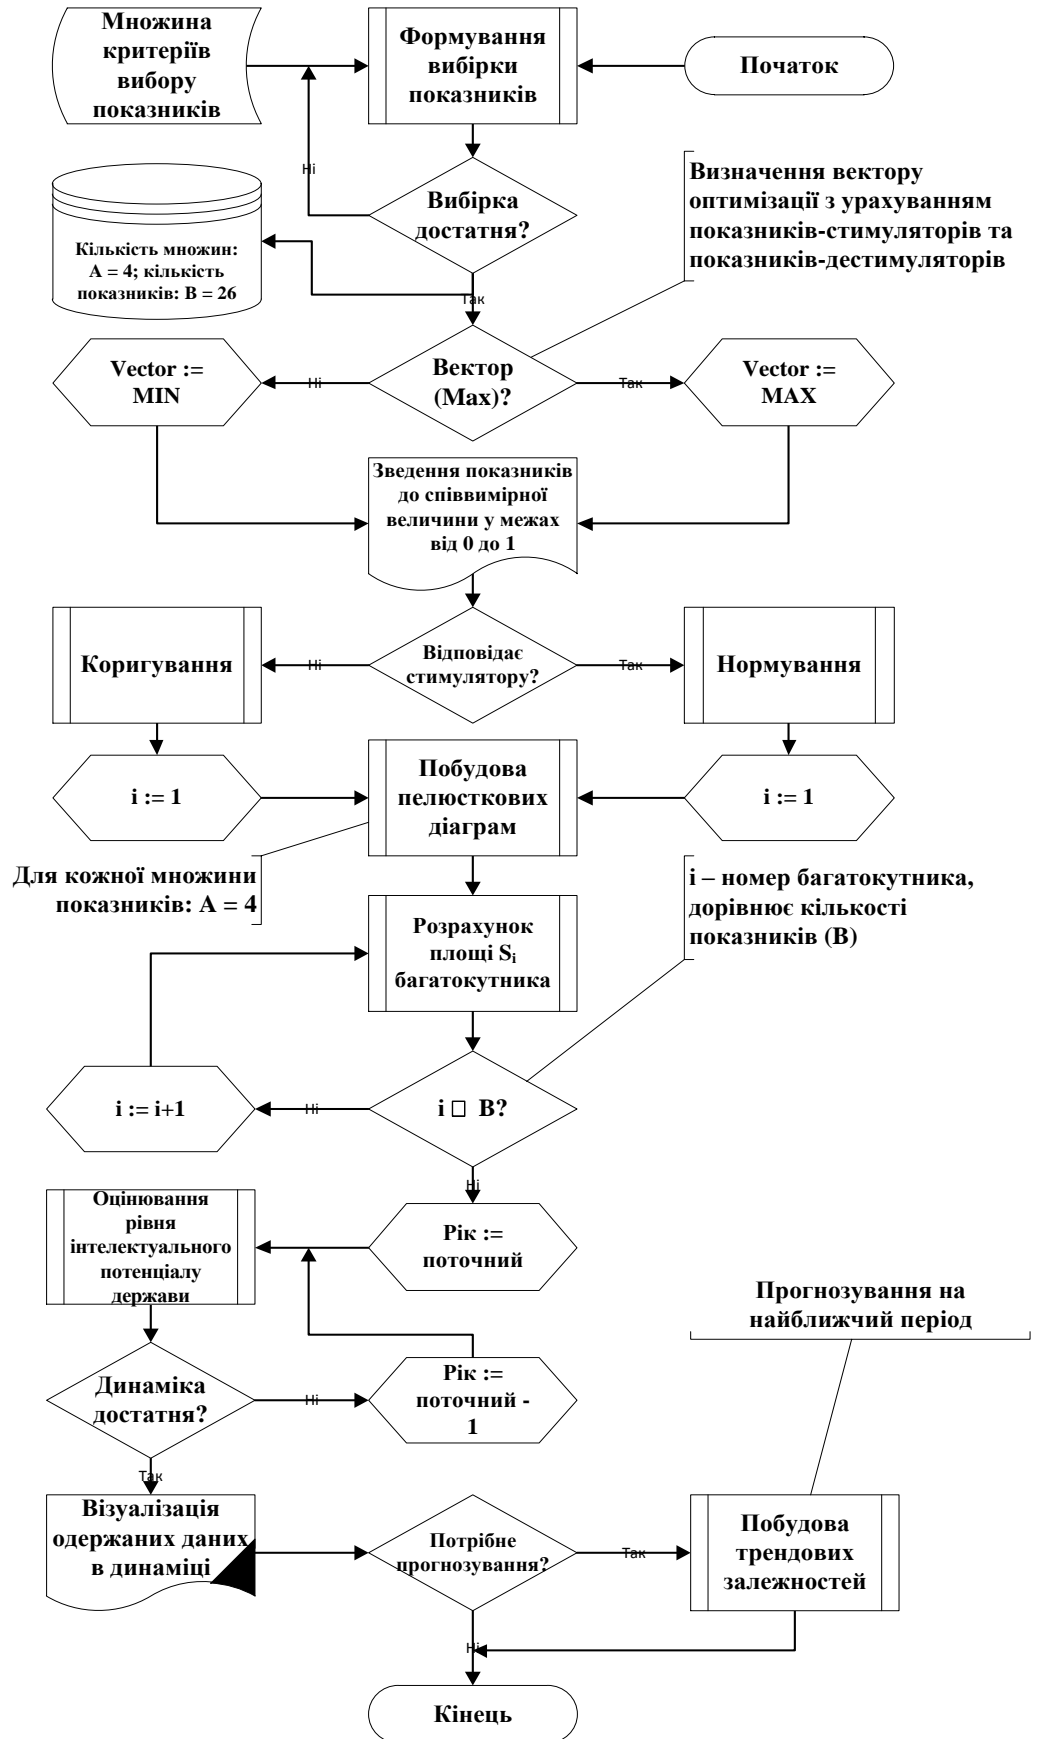 Множина
критеріїв
вибору
показників
Формування
вибірки
показників
Початок
Ні
Вибірка
достатня?
Визначення вектору
оптимізації з урахуванням
показників-стимуляторів та
показників-дестимуляторів
Кількість множин:
А = 4; кількість
показників: В = 26
Так
Vector :=
MIN
Ні
Вектор
(Max)?
Так
Vector :=
MAX
Зведення показників
до співвимірної
величини у межах
від 0 до 1
Коригування
Ні
Відповідає
стимулятору?
Так
Нормування
i := 1
Побудова
пелюсткових
діаграм
i := 1
Для кожної множини
показників: А = 4
i – номер багатокутника,
дорівнює кількості
показників (В)
Розрахунок
площі Si
багатокутника
i := i+1
Ні
i □ B?
Ні
Оцінювання
рівня
інтелектуального
потенціалу
держави
Рік :=
поточний
Прогнозування на
найближчий період
Динаміка
достатня?
Ні
Рік :=
поточний -
1
Так
Візуалізація
одержаних даних
в динаміці
Потрібне
прогнозування?
Так
Побудова
трендових
залежностей
Ні
Кінець